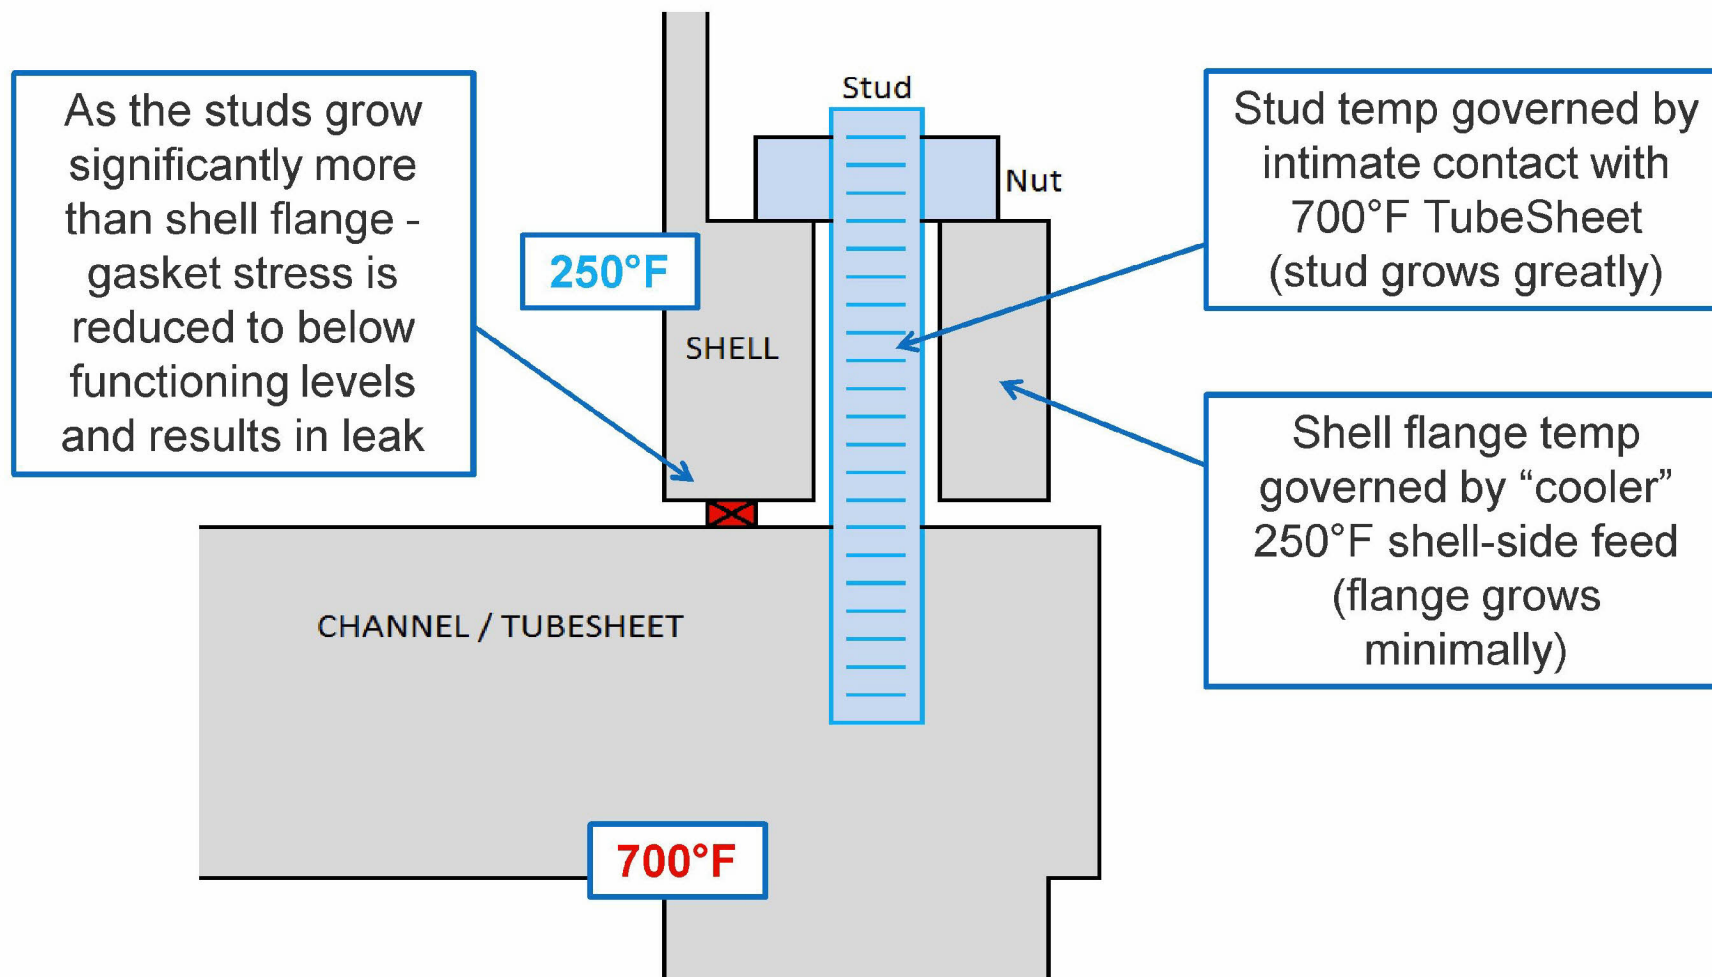 As the studs grow
significantly more
than shell flange -
gasket stress is
reduced to below
functioning levels
and results in leak
Stud
Nut
250°F
SHELL
Stud temp governed by
intimate contact with
700°F TubeSheet
(stud grows greatly)
Shell flange temp
governed by “cooler”
250°F shell-side feed
(flange grows
minimally)
CHANNEL / TUBESHEET
700°F